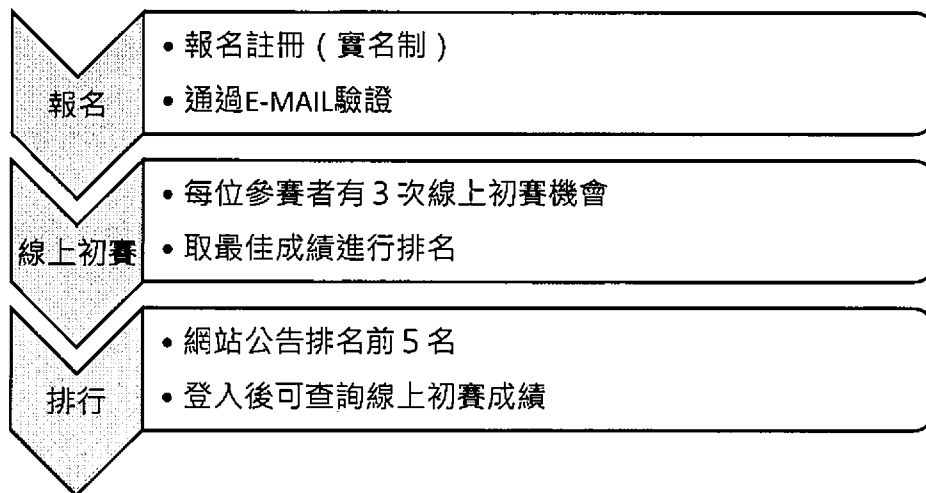 報名
• 報名註冊（實名制）
• 通過E-MAIL驗證
線上初賽
• 每位參賽者有 3 次線上初賽機會
• 取最佳成績進行排名
排行
• 網站公告排名前 5 名
• 登入後可查詢線上初賽成績